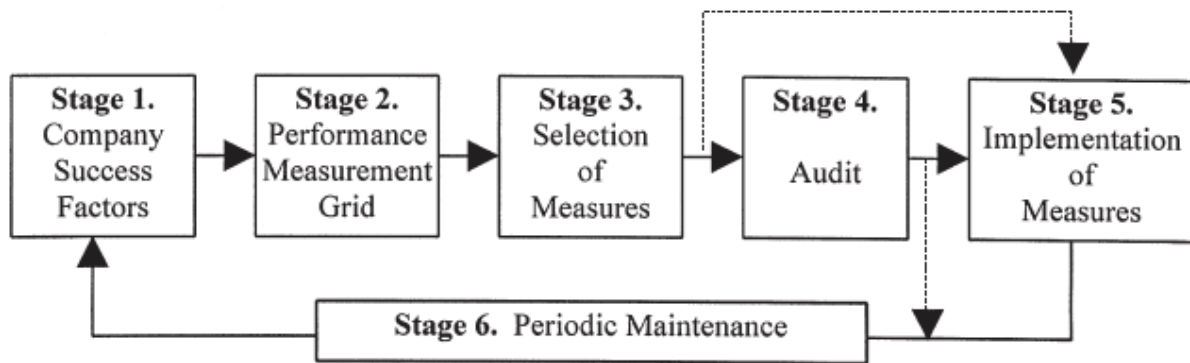 Stage 1.
Company
Success
Factors
Stage 2.
Performance
Measurement
Grid
Stage 3.
Selection
of
Measures
Stage 4.
Audit
Stage 5.
Implementation
of
Measures
Stage 6. Periodic Maintenance